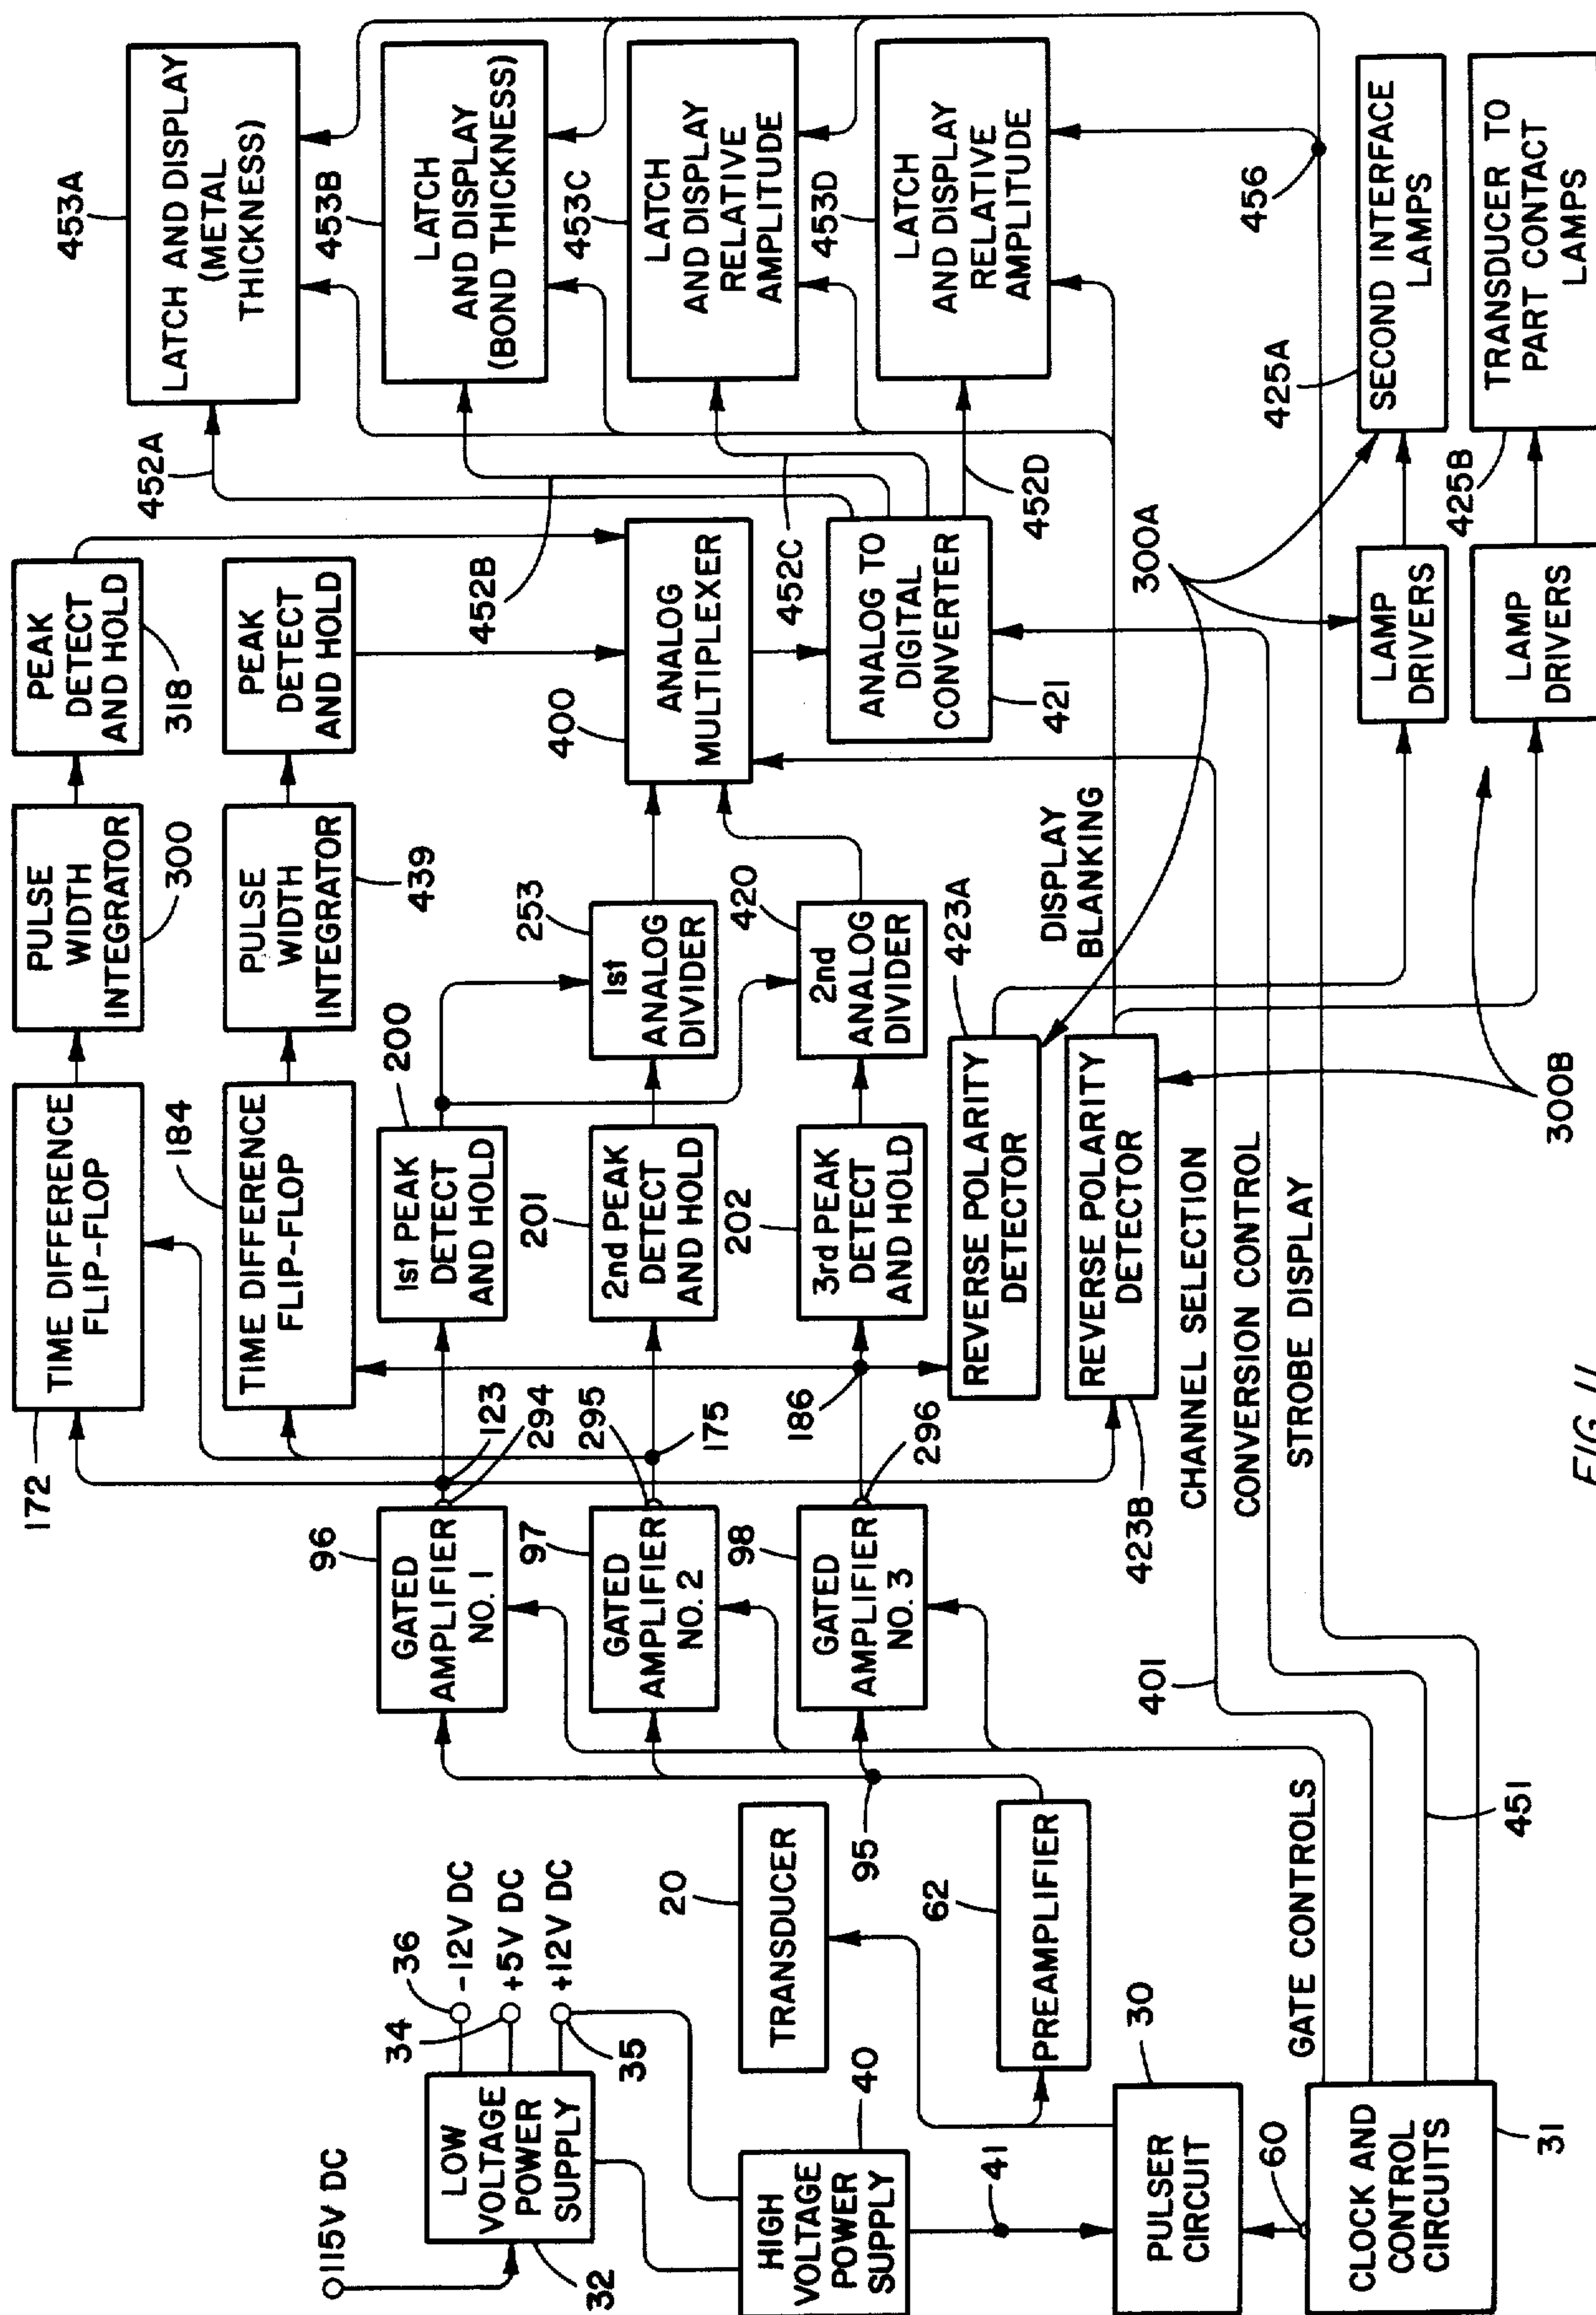 115V DC
LOW
VOLTAGE
POWER
SUPPLY
32
36
-12V DC
34
+5V DC
+12V DC
35
HIGH
VOLTAGE
POWER
SUPPLY
40
41
TRANSDUCER
20
PREAMPLIFIER
62
PULSER
CIRCUIT
30
60
CLOCK AND
CONTROL
CIRCUITS
31
GATE CONTROLS
95
451
401
GATED
AMPLIFIER
NO. 1
96
GATED
AMPLIFIER
NO. 2
97
GATED
AMPLIFIER
NO. 3
98
123
294
295
175
186
296
172
TIME DIFFERENCE
FLIP-FLOP
184
TIME DIFFERENCE
FLIP-FLOP
1st PEAK
DETECT
AND HOLD
200
2nd PEAK
DETECT
AND HOLD
201
3rd PEAK
DETECT
AND HOLD
202
REVERSE POLARITY
DETECTOR
423A
REVERSE POLARITY
DETECTOR
423B
CHANNEL SELECTION
CONVERSION CONTROL
STROBE DISPLAY
PULSE
WIDTH
INTEGRATOR
300
PULSE
WIDTH
INTEGRATOR
439
1st
ANALOG
DIVIDER
253
2nd
ANALOG
DIVIDER
420
DISPLAY
BLANKING
300B
PEAK
DETECT
AND HOLD
318
PEAK
DETECT
AND HOLD
ANALOG
MULTIPLEXER
400
ANALOG TO
DIGITAL
CONVERTER
421
300A
LAMP
DRIVERS
LAMP
DRIVERS
452A
452B
452C
452D
LATCH AND DISPLAY
(METAL
THICKNESS)
453A
LATCH
AND DISPLAY
(BOND THICKNESS)
453B
LATCH
AND DISPLAY
RELATIVE
AMPLITUDE
453C
LATCH
AND DISPLAY
RELATIVE
AMPLITUDE
453D
456
SECOND INTERFACE
LAMPS
425A
TRANSDUCER TO
PART CONTACT
LAMPS
425B
FIG. 11